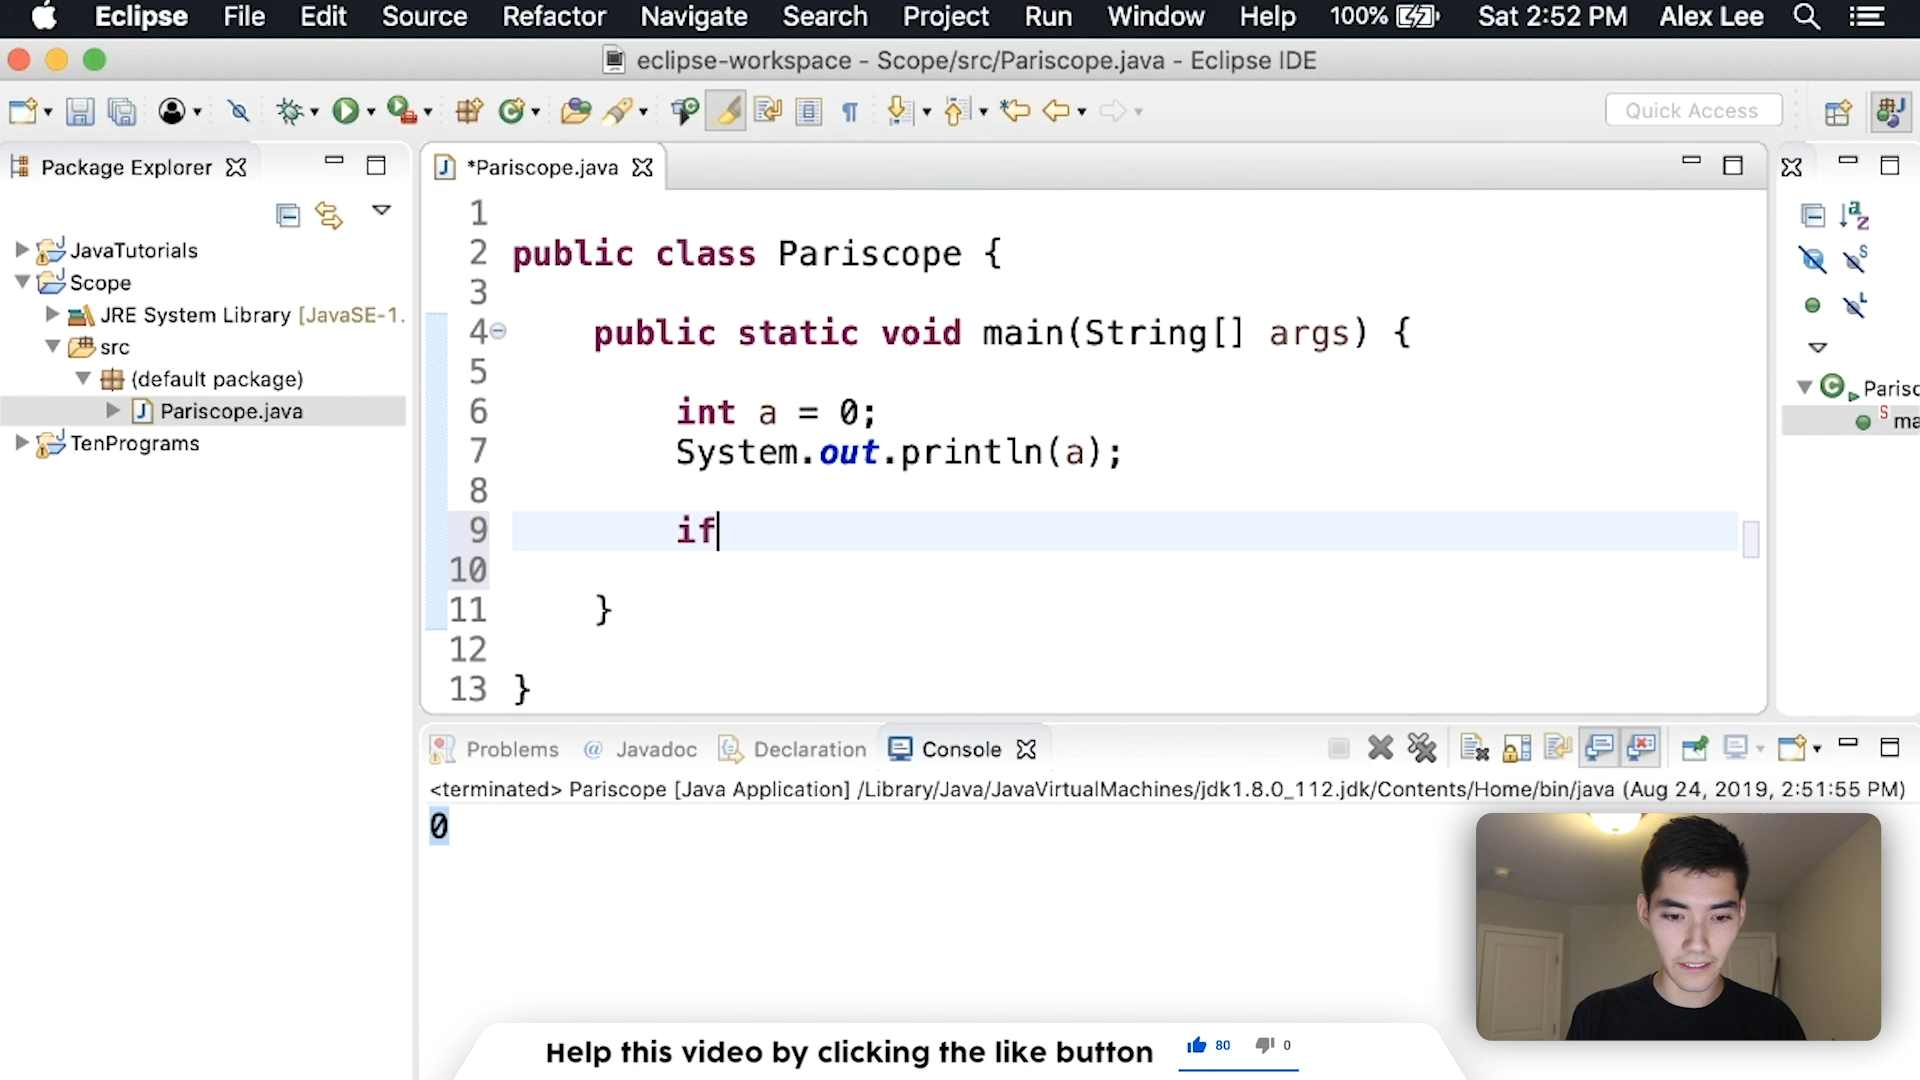 Eclipse File Edit Source Refactor Navigate Search Project Run Window Help 100% Sat 2:52 PM Alex Lee
eclipse-workspace - Scope/src/Pariscope.java - Eclipse IDE
Quick Access
Package Explorer
*Pariscope.java
JavaTutorials
Scope
JRE System Library [JavaSE-1.
src
(default package)
Pariscope.java
TenPrograms
1
2 public class Pariscope {
3
4 public static void main(String[] args) {
5
6 int a = 0;
7 System.out.println(a);
8
9 if
10
11 }
12
13 }
Parisc
ma
Problems @ Javadoc Declaration Console
<terminated> Pariscope [Java Application] /Library/Java/JavaVirtualMachines/jdk1.8.0_112.jdk/Contents/Home/bin/java (Aug 24, 2019, 2:51:55 PM)
0
Help this video by clicking the like button 80 0